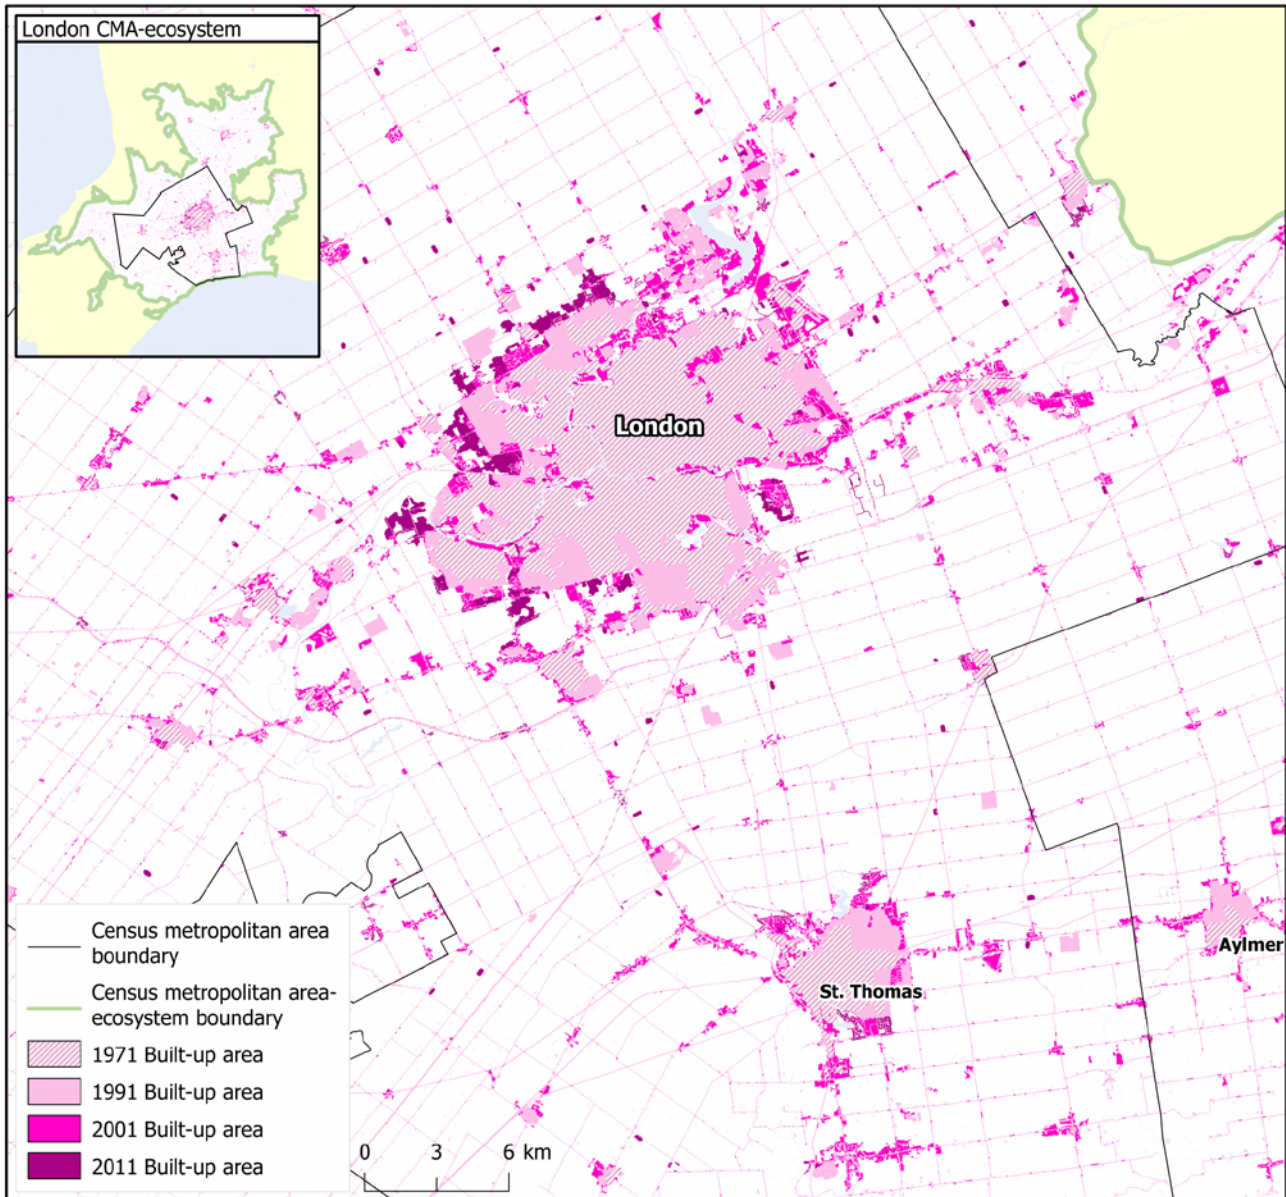 London CMA-ecosystem
London
Aylmer
St. Thomas
Census metropolitan area
boundary
Census metropolitan area-
ecosystem boundary
1971 Built-up area
1991 Built-up area
2001 Built-up area
2011 Built-up area
0 3 6 km